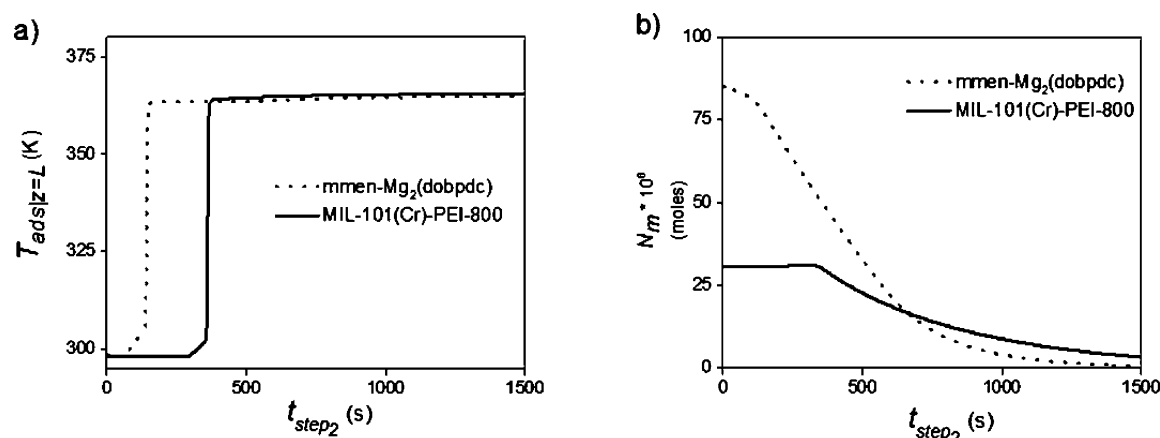 a)
T_ads|z=L (K)
375
350
325
300
mmen-Mg₂(dobpdc)
MIL-101(Cr)-PEI-800
0
500
1000
1500
t_step₂ (s)
b)
N_m * 10⁶
(moles)
100
75
50
25
0
mmen-Mg₂(dobpdc)
MIL-101(Cr)-PEI-800
0
500
1000
1500
t_step₂ (s)